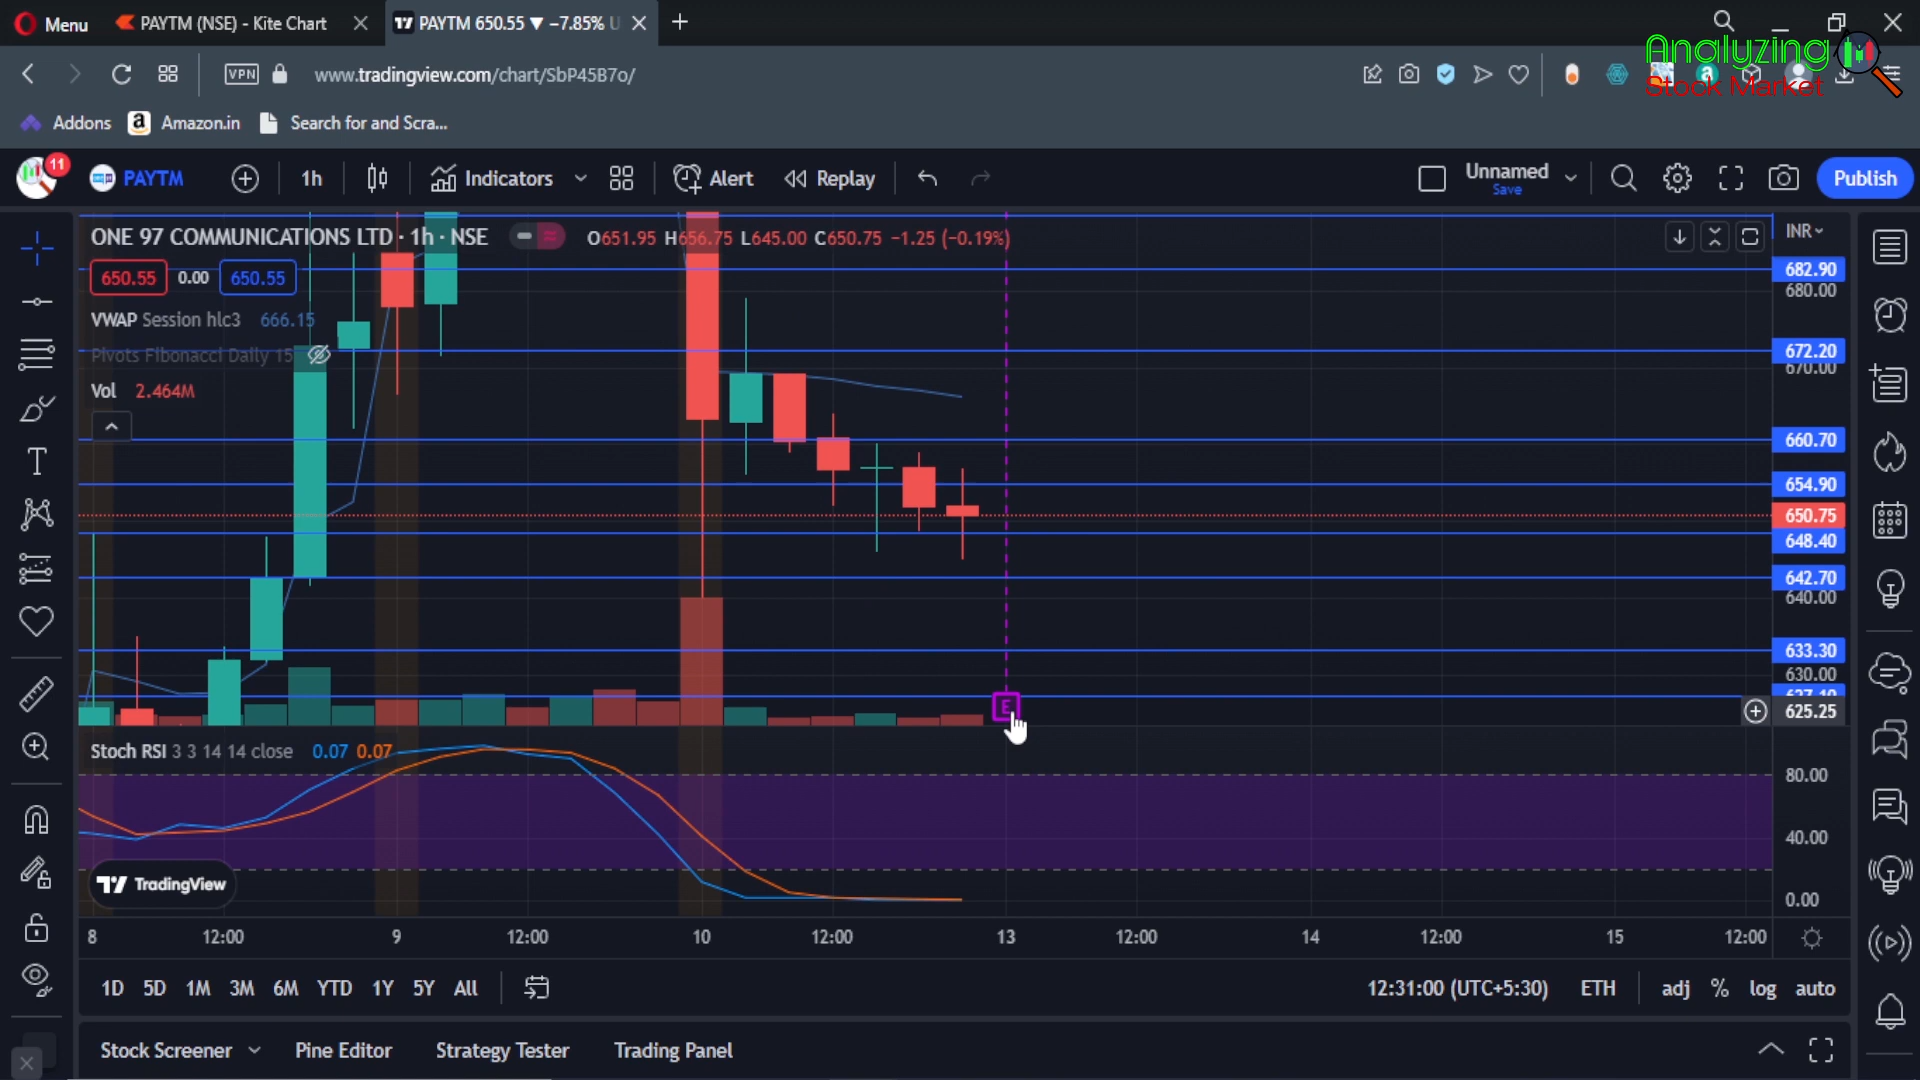 Menu
PAYTM (NSE) - Kite Chart
PAYTM 650.55 ▼ −7.85% U
VPN
www.tradingview.com/chart/SbP45B7o/
Analyzing
Stock Market
Addons
Amazon.in
Search for and Scra...
11
PAYTM
1h
Indicators
Alert
Replay
Unnamed
Save
Publish
ONE 97 COMMUNICATIONS LTD · 1h · NSE
O651.95 H656.75 L645.00 C650.75 −1.25 (−0.19%)
INR
650.55 0.00 650.55
VWAP Session hlc3 666.15
Pivots Fibonacci Daily 15
Vol 2.464M
682.90
680.00
672.20
670.00
660.70
654.90
650.75
648.40
642.70
640.00
633.30
630.00
627.10
625.25
E
Stoch RSI 3 3 14 14 close 0.07 0.07
80.00
40.00
0.00
TradingView
8 12:00 9 12:00 10 12:00 13 12:00 14 12:00 15 12:00
1D 5D 1M 3M 6M YTD 1Y 5Y All
12:31:00 (UTC+5:30) ETH adj % log auto
Stock Screener Pine Editor Strategy Tester Trading Panel